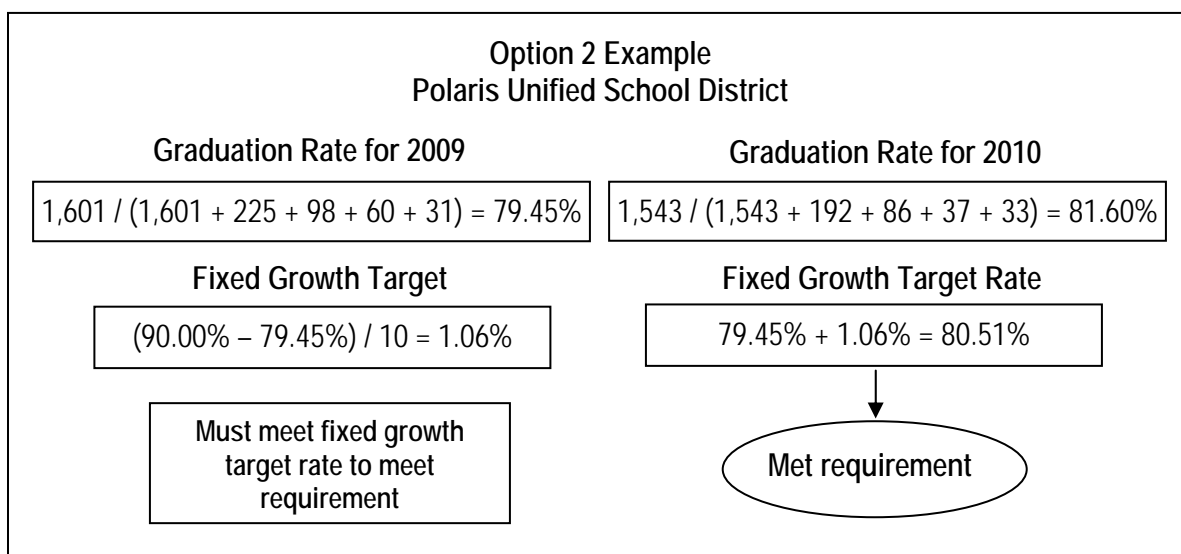 Option 2 Example
Polaris Unified School District
Graduation Rate for 2009
1,601 / (1,601 + 225 + 98 + 60 + 31) = 79.45%
Graduation Rate for 2010
1,543 / (1,543 + 192 + 86 + 37 + 33) = 81.60%
Fixed Growth Target
(90.00% – 79.45%) / 10 = 1.06%
Fixed Growth Target Rate
79.45% + 1.06% = 80.51%
Must meet fixed growth
target rate to meet
requirement
Met requirement